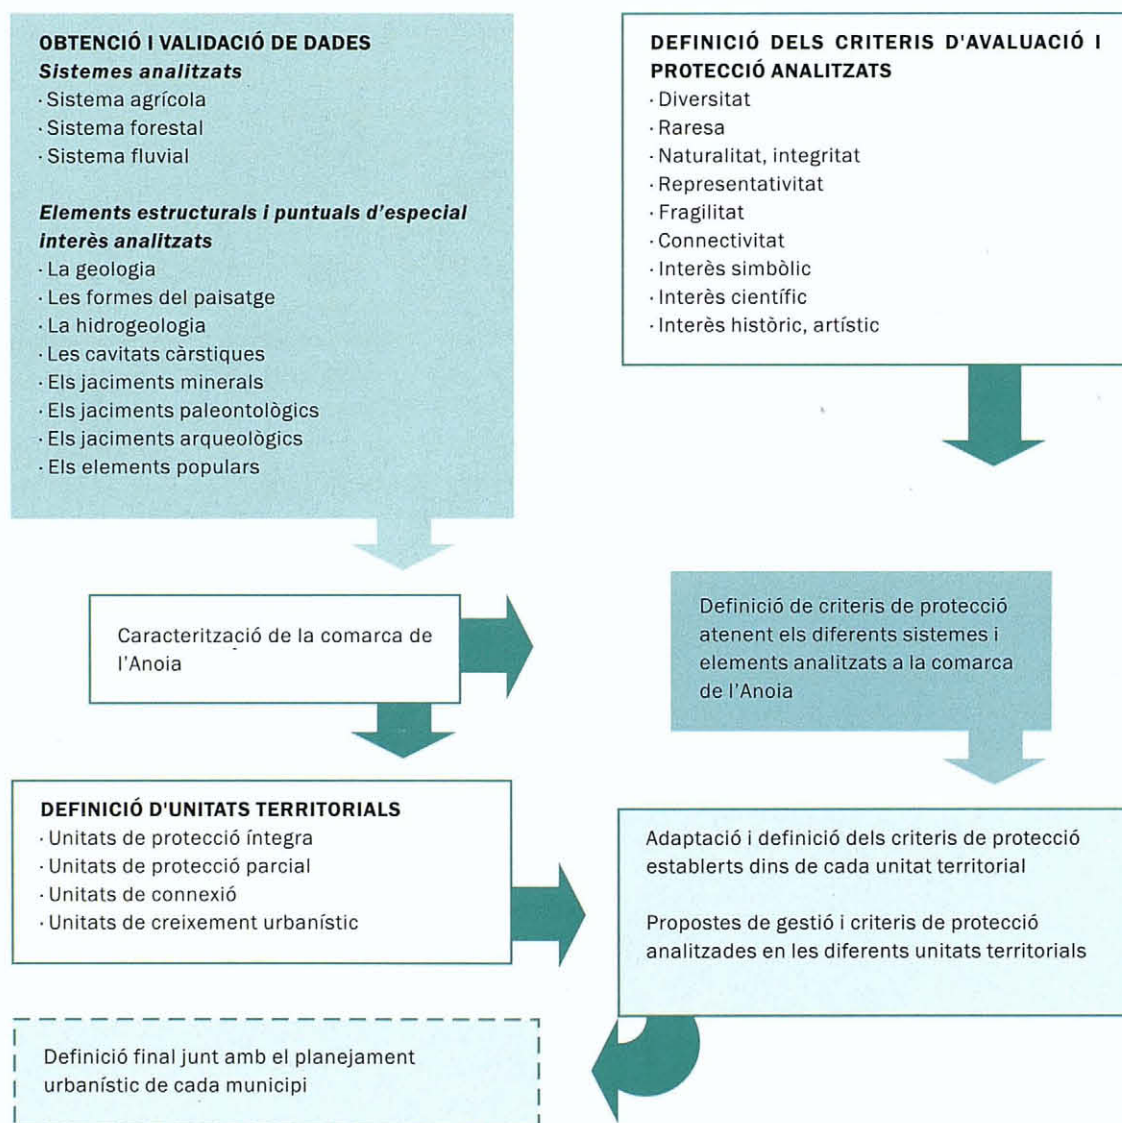 OBTENCIÓ I VALIDACIÓ DE DADES
Sistemes analitzats
· Sistema agrícola
· Sistema forestal
· Sistema fluvial
Elements estructurals i puntuals d'especial
interès analitzats
· La geologia
· Les formes del paisatge
· La hidrogeologia
· Les cavitats càrstiques
· Els jaciments minerals
· Els jaciments paleontològics
· Els jaciments arqueològics
· Els elements populars
DEFINICIÓ DELS CRITERIS D'AVALUACIÓ I
PROTECCIÓ ANALITZATS
· Diversitat
· Raresa
· Naturalitat, integritat
· Representativitat
· Fragilitat
· Connectivitat
· Interès simbòlic
· Interès científic
· Interès històric, artístic
Caracterització de la comarca de
l'Anoia
Definició de criteris de protecció
atenent els diferents sistemes i
elements analitzats a la comarca
de l'Anoia
DEFINICIÓ D'UNITATS TERRITORIALS
· Unitats de protecció íntegra
· Unitats de protecció parcial
· Unitats de connexió
· Unitats de creixement urbanístic
Adaptació i definició dels criteris de protecció
establerts dins de cada unitat territorial
Propostes de gestió i criteris de protecció
analitzades en les diferents unitats territorials
Definició final junt amb el planejament
urbanístic de cada municipi